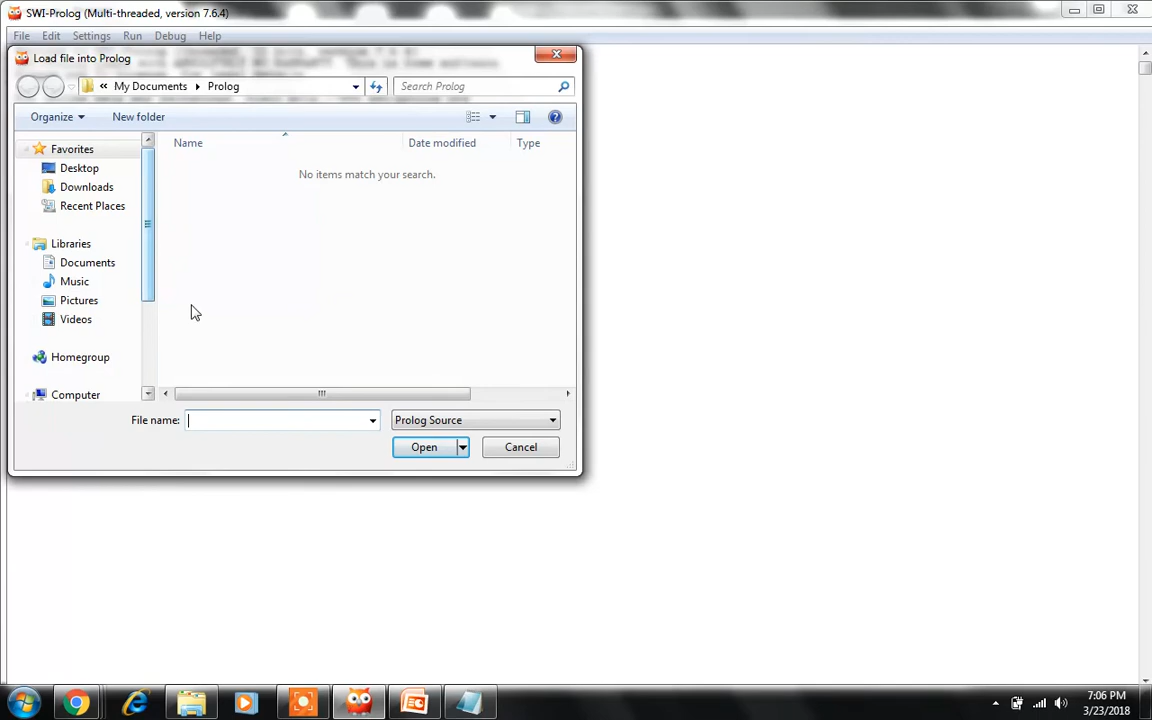 SWI-Prolog (Multi-threaded, version 7.6.4)
File Edit Settings Run Debug Help
Load file into Prolog
« My Documents Prolog
Search Prolog
Organize New folder
Name Date modified Type
No items match your search.
Favorites
Desktop
Downloads
Recent Places
Libraries
Documents
Music
Pictures
Videos
Homegroup
Computer
File name: Prolog Source
Open Cancel
7:06 PM
3/23/2018